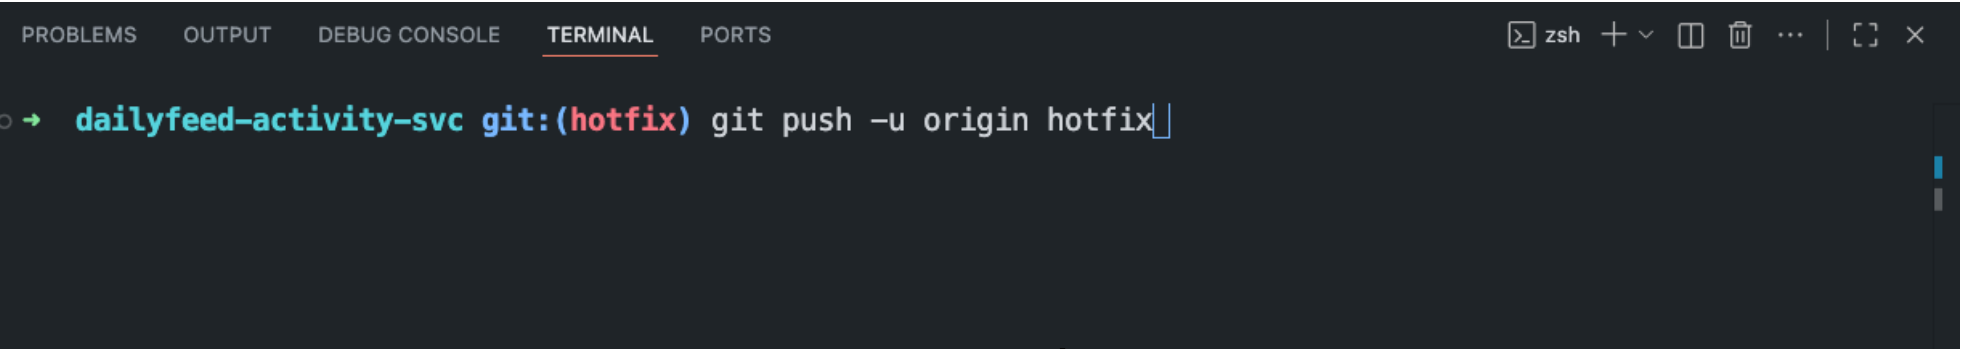 PROBLEMS OUTPUT DEBUG CONSOLE TERMINAL PORTS zsh
dailyfeed-activity-svc git:(hotfix) git push -u origin hotfix